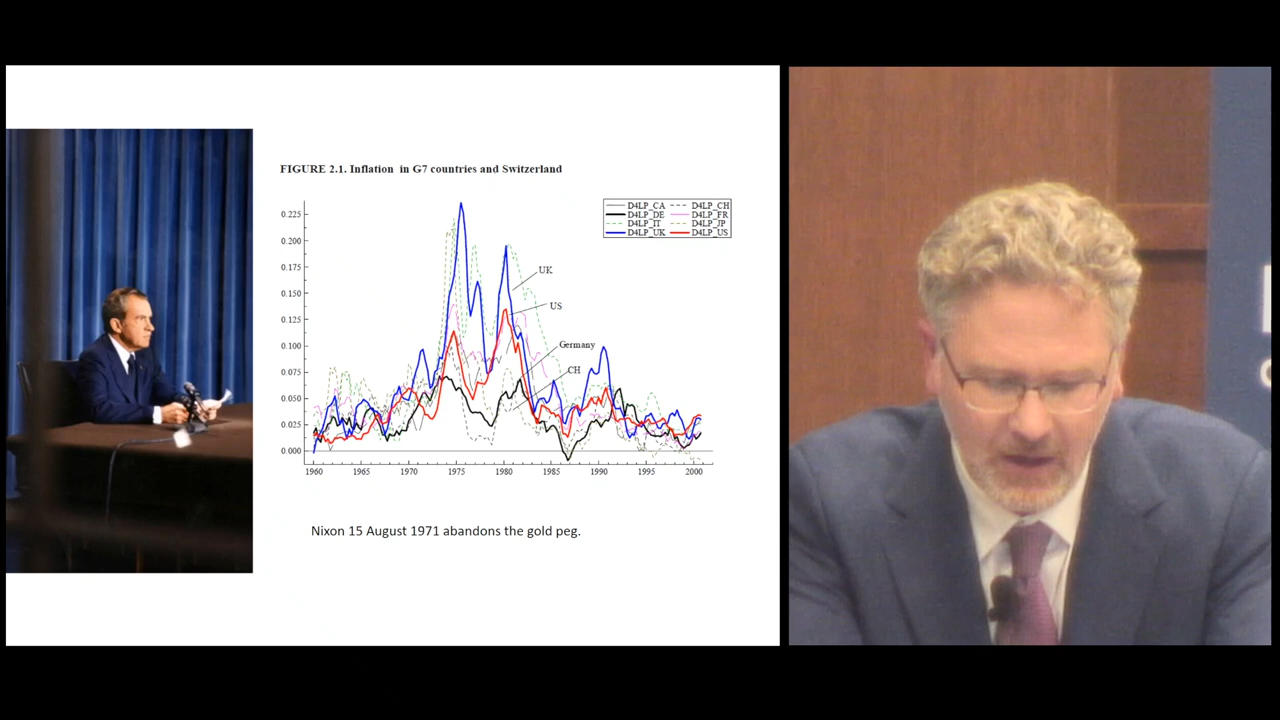 FIGURE 2.1. Inflation in G7 countries and Switzerland
D4LP_CA D4LP_CH
D4LP_DE D4LP_FR
D4LP_IT D4LP_JP
D4LP_UK D4LP_US
0.225
0.200
0.175
0.150
0.125
0.100
0.075
0.050
0.025
0.000
UK
US
Germany
CH
1960 1965 1970 1975 1980 1985 1990 1995 2000
Nixon 15 August 1971 abandons the gold peg.